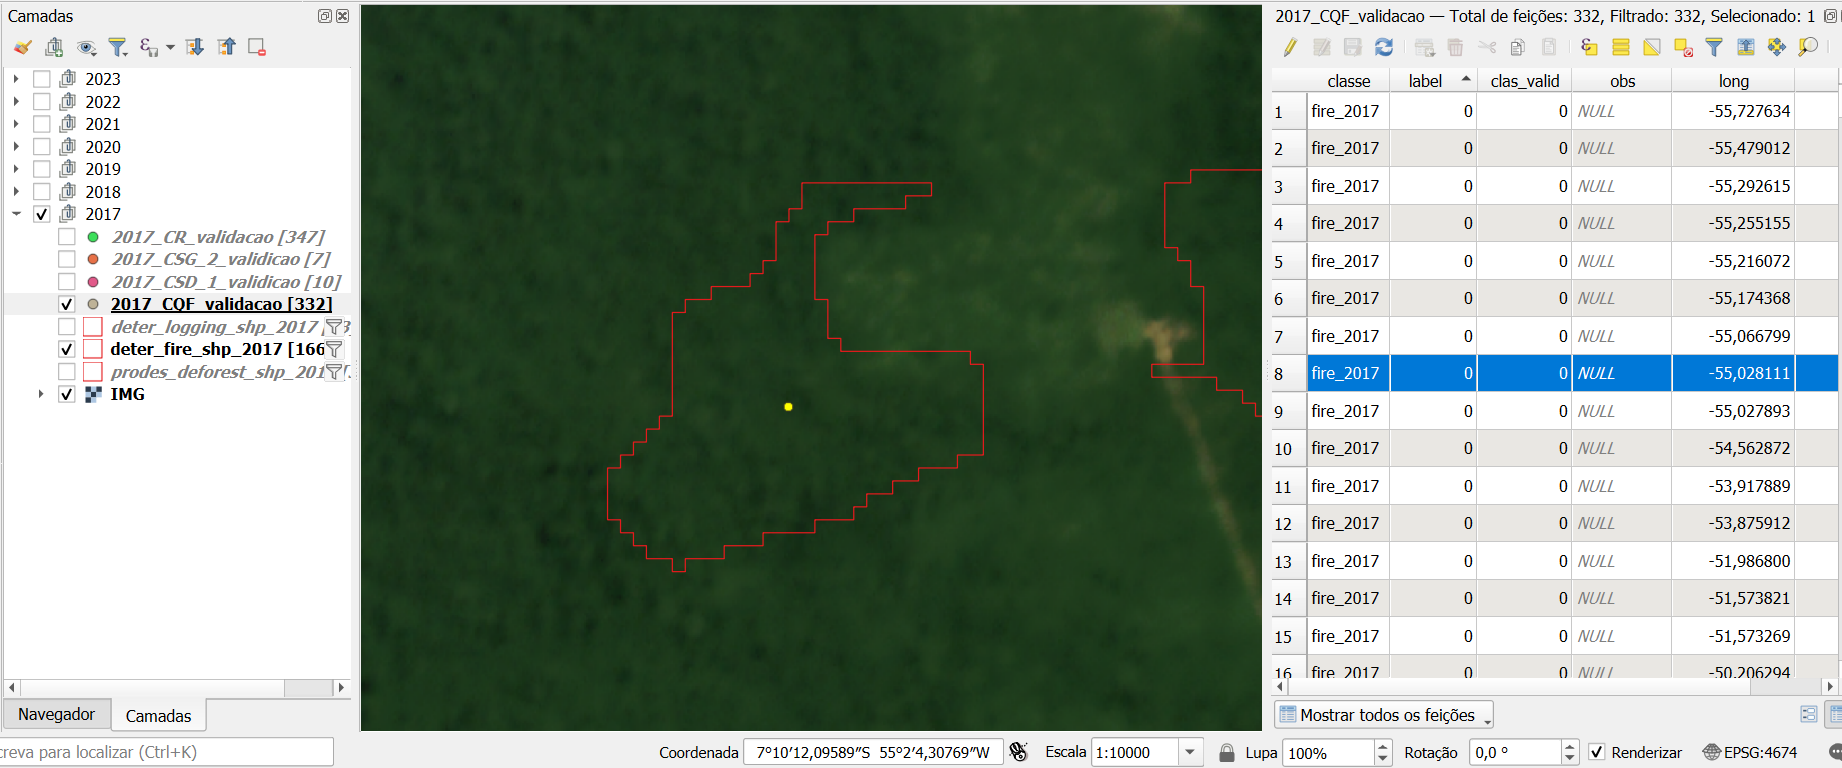 Camadas
2023
2022
2021
2020
2019
2018
2017
2017_CR_validacao [347]
2017_CSG_2_validicao [7]
2017_CSD_1_validacao [10]
2017_CQF_validacao [332]
deter_logging_shp_2017
deter_fire_shp_2017 [166
prodes_deforest_shp_201
IMG
Navegador
Camadas
creva para localizar (Ctrl+K)
2017_CQF_validacao — Total de feições: 332, Filtrado: 332, Selecionado: 1
classe label clas_valid obs long
1 fire_2017 0 0 NULL -55,727634
2 fire_2017 0 0 NULL -55,479012
3 fire_2017 0 0 NULL -55,292615
4 fire_2017 0 0 NULL -55,255155
5 fire_2017 0 0 NULL -55,216072
6 fire_2017 0 0 NULL -55,174368
7 fire_2017 0 0 NULL -55,066799
8 fire_2017 0 0 NULL -55,028111
9 fire_2017 0 0 NULL -55,027893
10 fire_2017 0 0 NULL -54,562872
11 fire_2017 0 0 NULL -53,917889
12 fire_2017 0 0 NULL -53,875912
13 fire_2017 0 0 NULL -51,986800
14 fire_2017 0 0 NULL -51,573821
15 fire_2017 0 0 NULL -51,573269
16 fire_2017 0 0 NULL -50,206294
Mostrar todos os feições
Coordenada 7°10′12,09589″S 55°2′4,30769″W Escala 1:10000 Lupa 100% Rotação 0,0 ° Renderizar EPSG:4674